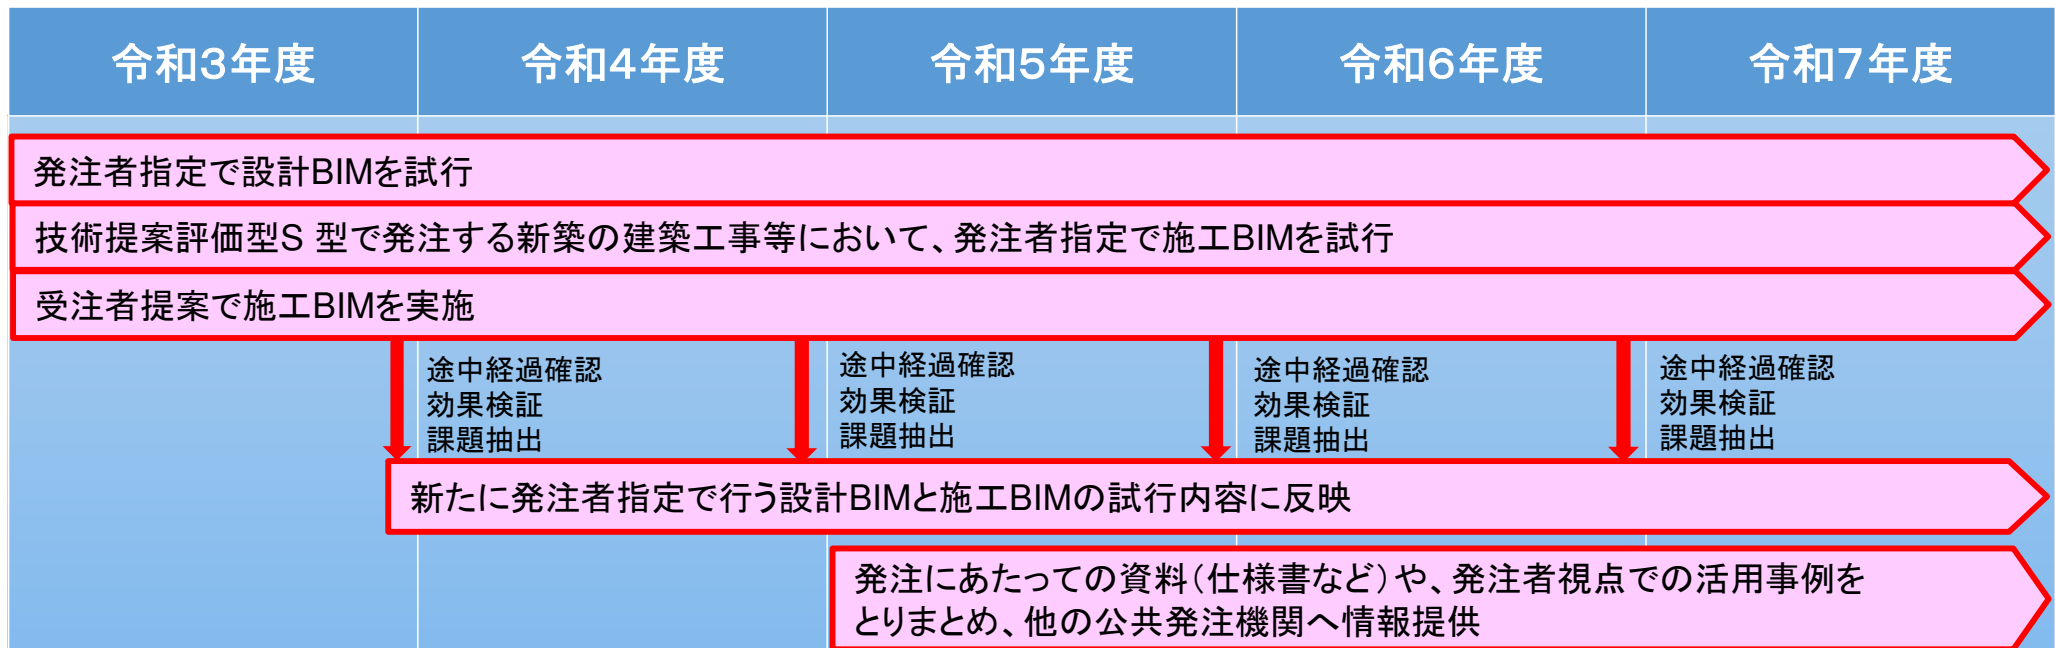 令和3年度
令和4年度
令和5年度
令和6年度
令和7年度
発注者指定で設計BIMを試行
技術提案評価型S 型で発注する新築の建築工事等において、発注者指定で施工BIMを試行
受注者提案で施工BIMを実施
途中経過確認
効果検証
課題抽出
途中経過確認
効果検証
課題抽出
途中経過確認
効果検証
課題抽出
途中経過確認
効果検証
課題抽出
新たに発注者指定で行う設計BIMと施工BIMの試行内容に反映
発注にあたっての資料（仕様書など）や、発注者視点での活用事例を
とりまとめ、他の公共発注機関へ情報提供